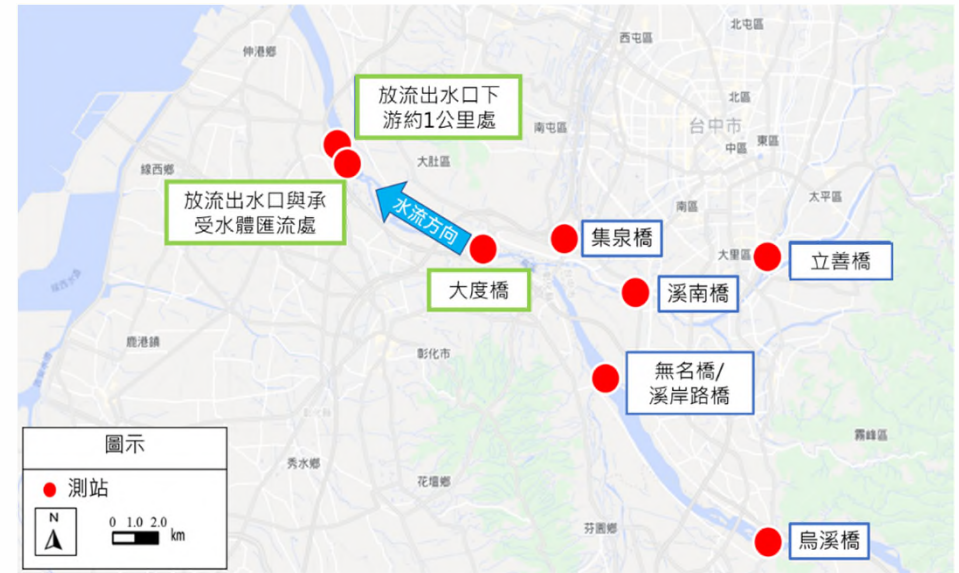 伸港鄉
西屯區
北屯區
放流出水口下
游約1公里處
北區
南屯區
台中市
東區
中區
線西鄉
大肚區
放流出水口與承
受水體匯流處
水流方向
太平區
南區
集泉橋
大里區
立善橋
大度橋
溪南橋
鹿港鎮
彰化市
無名橋/
溪岸路橋
霧峰區
圖示
測站
N
0 1.0 2.0
km
秀水鄉
花壇鄉
芬園鄉
烏溪橋